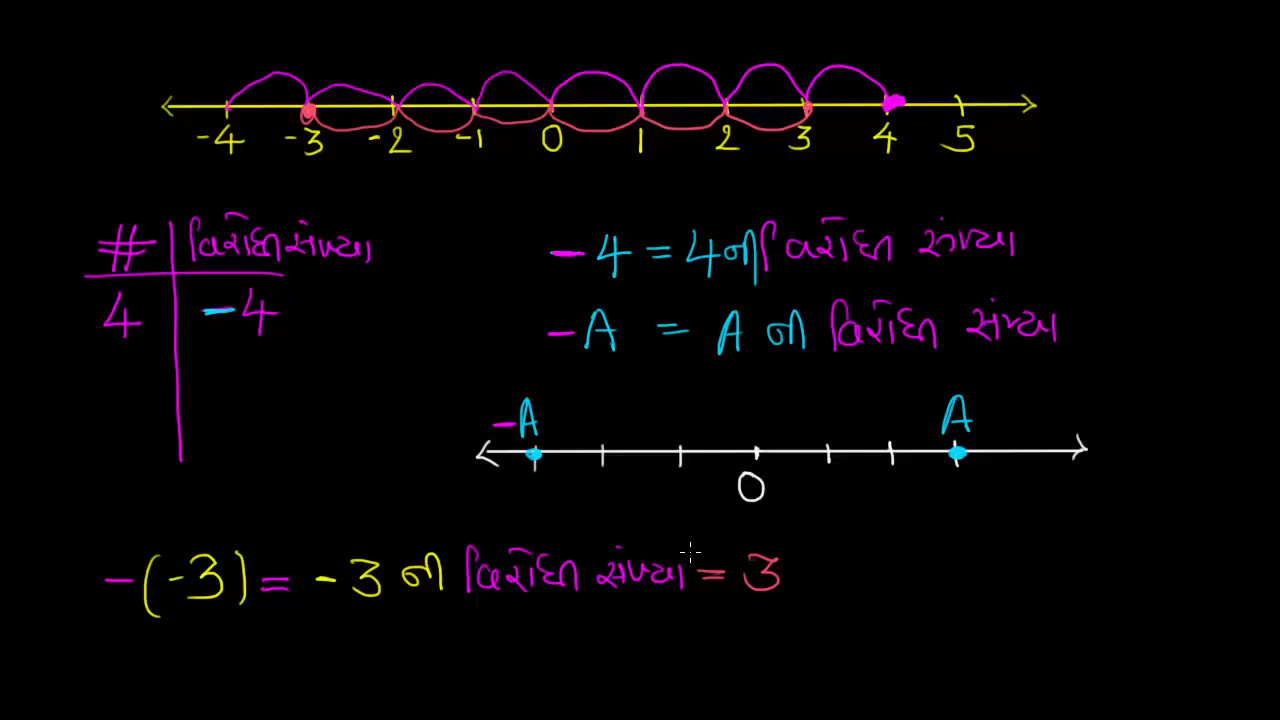 -4 -3 -2 -1 0 1 2 3 4 5
# વિરોધી સંખ્યા
4 -4
-4 = 4ની વિરોધી સંખ્યા
-A = A ની વિરોધી સંખ્યા
-A A
0
-(-3) = -3 ની વિરોધી સંખ્યા = 3